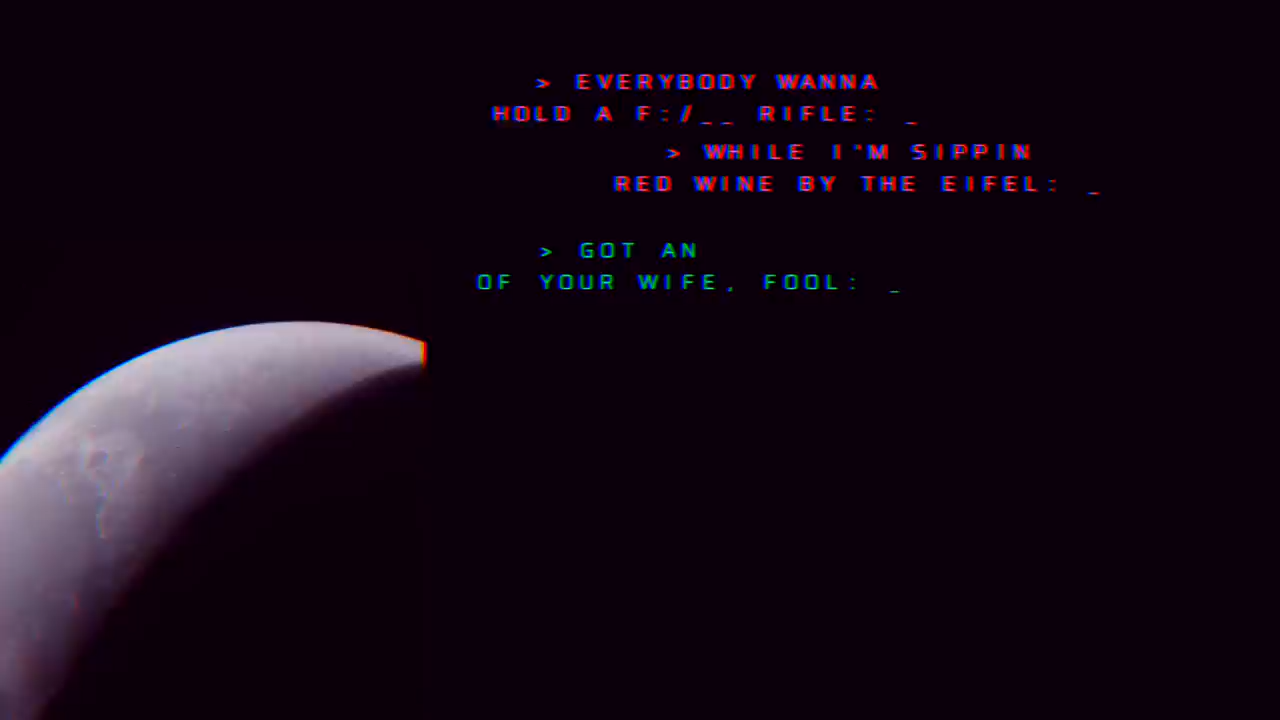 > EVERYBODY WANNA
HOLD A F:/__ RIFLE: _
> WHILE I'M SIPPIN
RED WINE BY THE EIFEL: _
> GOT AN
OF YOUR WIFE, FOOL: _